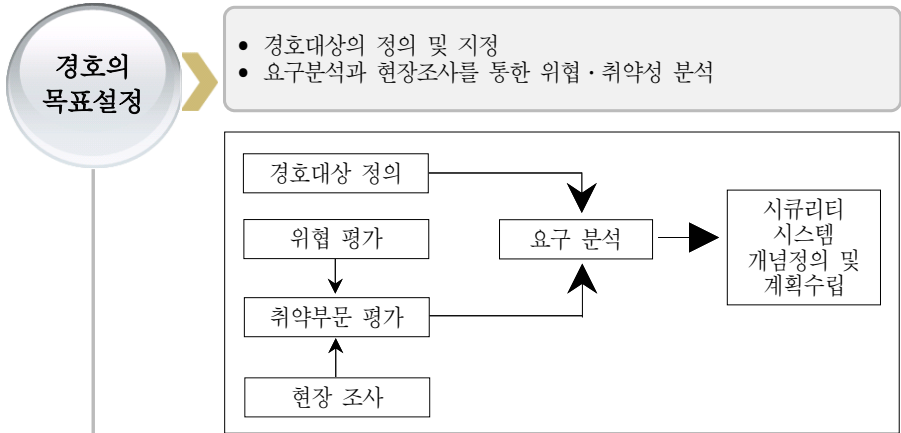 경호의
목표설정
• 경호대상의 정의 및 지정
• 요구분석과 현장조사를 통한 위협·취약성 분석
경호대상 정의
위협 평가
취약부문 평가
현장 조사
요구 분석
시큐리티
시스템
개념정의 및
계획수립